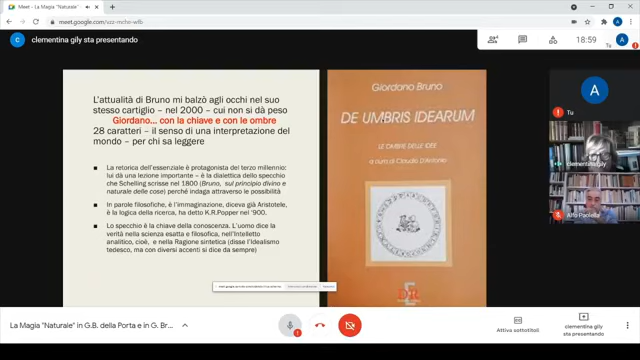 Meet - La Magia "Naturale"
meet.google.com/uzz-mchs-wfb
c
clementina gily sta presentando
18:59
Tu
A
L'attualità di Bruno mi balzò agli occhi nel suo
stesso cartiglio – nel 2000 – cui non si dà peso
Giordano... con la chiave e con le ombre
28 caratteri – il senso di una interpretazione del
mondo – per chi sa leggere
La retorica dell'essenziale è protagonista del terzo millennio:
lui dà una lezione importante – è la dialettica dello specchio
che Schelling scrisse nel 1800 (Bruno, sul principio divino e
naturale delle cose) perché indaga attraverso le possibilità
In parole filosofiche, è l'immaginazione, diceva già Aristotele,
è la logica della ricerca, ha detto K.R.Popper nel '900.
Lo specchio è la chiave della conoscenza. L'uomo dice la
verità nella scienza esatta e filosofica, nell'Intelletto
analitico, cioè, e nella Ragione sintetica (disse l'Idealismo
tedesco, ma con diversi accenti si dice da sempre)
Giordano Bruno
DE UMBRIS IDEARUM
LE OMBRE DELLE IDEE
a cura di Claudio D'Antonio
A
Tu
clementina gily
Alfo Paolella
La Magia "Naturale" in G.B. della Porta e in G. Br...
Attiva sottotitoli
clementina gily
sta presentando